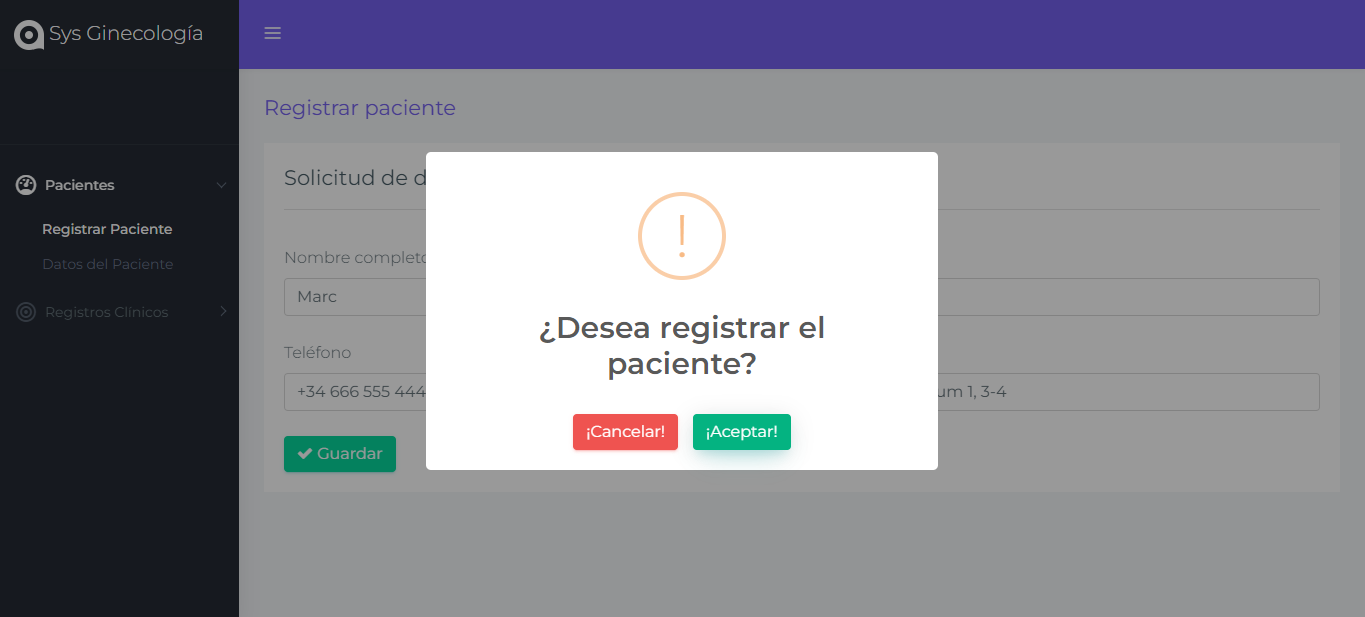 Sys Ginecología
Registrar paciente
Pacientes
Registrar Paciente
Datos del Paciente
Registros Clínicos
Solicitud de d
Nombre completo
Marc
Teléfono
+34 666 555 444
um 1, 3-4
Guardar
!
¿Desea registrar el
paciente?
¡Cancelar!
¡Aceptar!